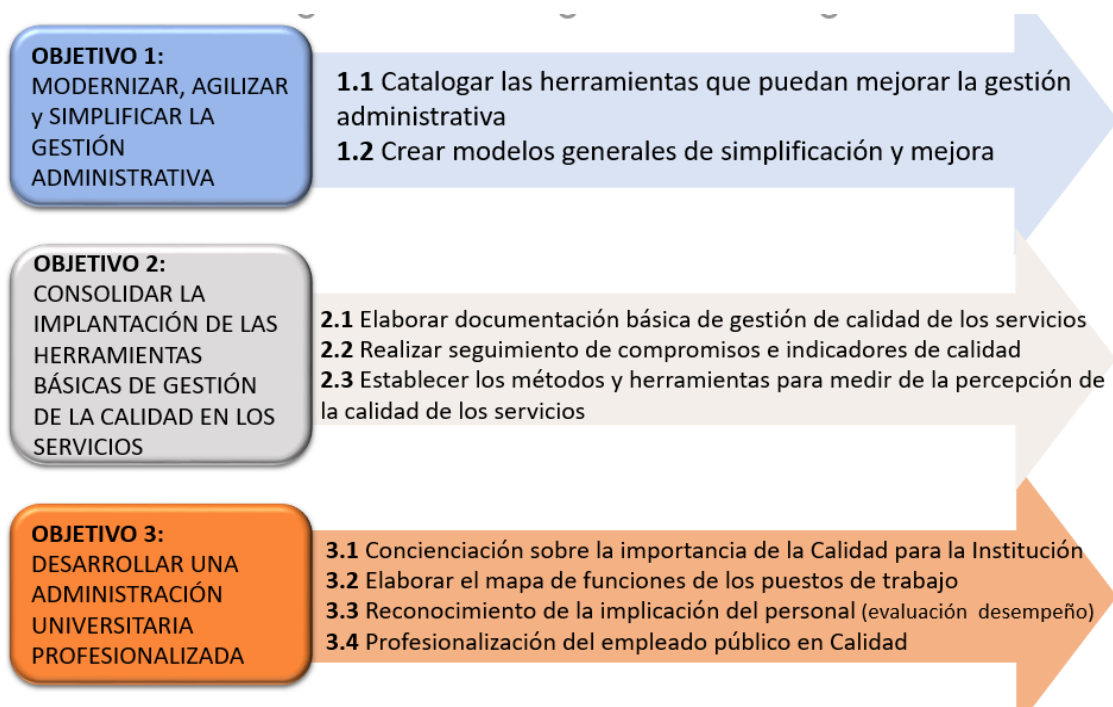 OBJETIVO 1:
MODERNIZAR, AGILIZAR
y SIMPLIFICAR LA
GESTIÓN
ADMINISTRATIVA
1.1 Catalogar las herramientas que puedan mejorar la gestión
administrativa
1.2 Crear modelos generales de simplificación y mejora
OBJETIVO 2:
CONSOLIDAR LA
IMPLANTACIÓN DE LAS
HERRAMIENTAS
BÁSICAS DE GESTIÓN
DE LA CALIDAD EN LOS
SERVICIOS
2.1 Elaborar documentación básica de gestión de calidad de los servicios
2.2 Realizar seguimiento de compromisos e indicadores de calidad
2.3 Establecer los métodos y herramientas para medir de la percepción de
la calidad de los servicios
OBJETIVO 3:
DESARROLLAR UNA
ADMINISTRACIÓN
UNIVERSITARIA
PROFESIONALIZADA
3.1 Concienciación sobre la importancia de la Calidad para la Institución
3.2 Elaborar el mapa de funciones de los puestos de trabajo
3.3 Reconocimiento de la implicación del personal (evaluación desempeño)
3.4 Profesionalización del empleado público en Calidad